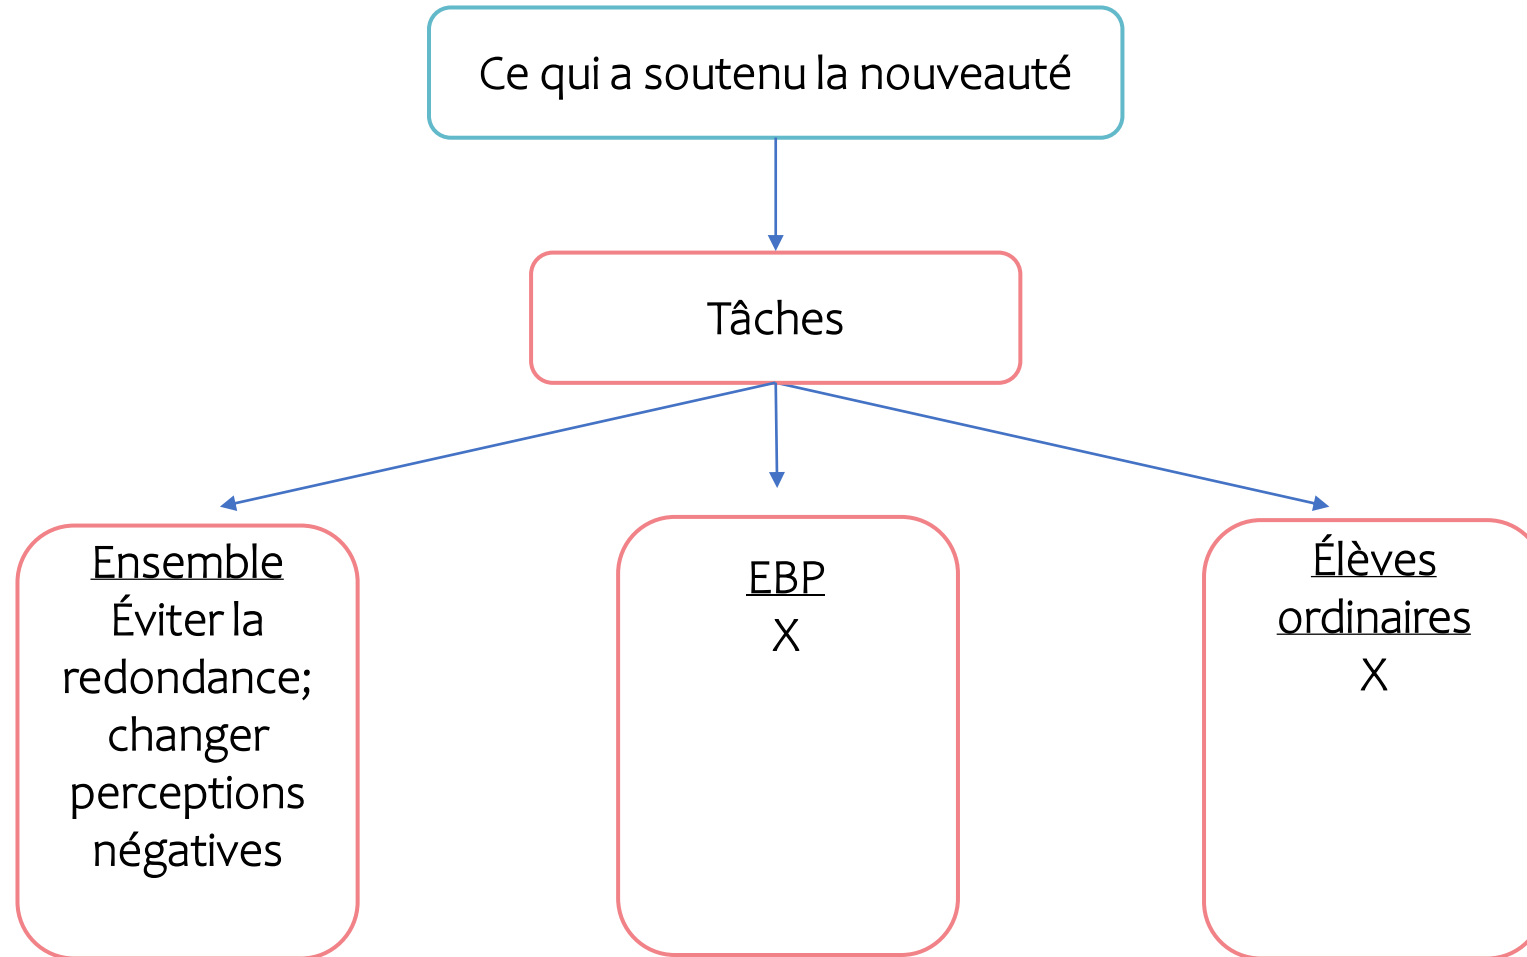 Ce qui a soutenu la nouveauté
Tâches
Ensemble
Éviter la
redondance;
changer
perceptions
négatives
EBP
X
Élèves
ordinaires
X